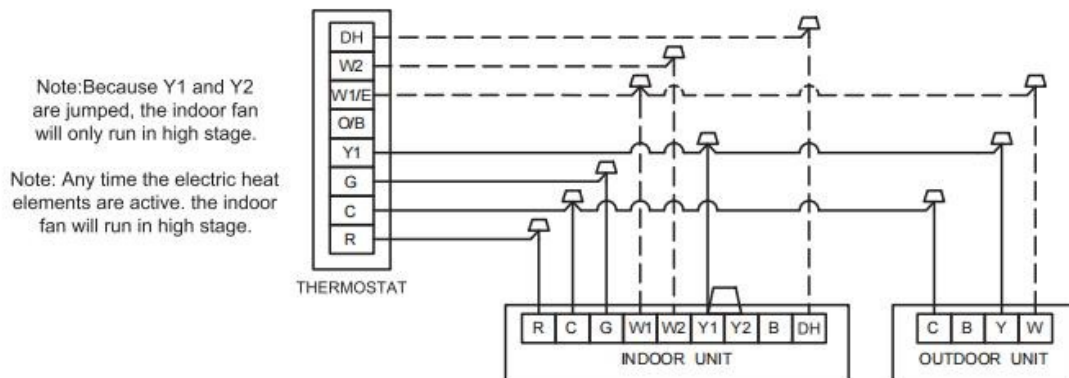 Note:Because Y1 and Y2
are jumped, the indoor fan
will only run in high stage.
Note: Any time the electric heat
elements are active. the indoor
fan will run in high stage.
DH
W2
W1/E
O/B
Y1
G
C
R
THERMOSTAT
R C G W1 W2 Y1 Y2 B DH
INDOOR UNIT
C B Y W
OUTDOOR UNIT